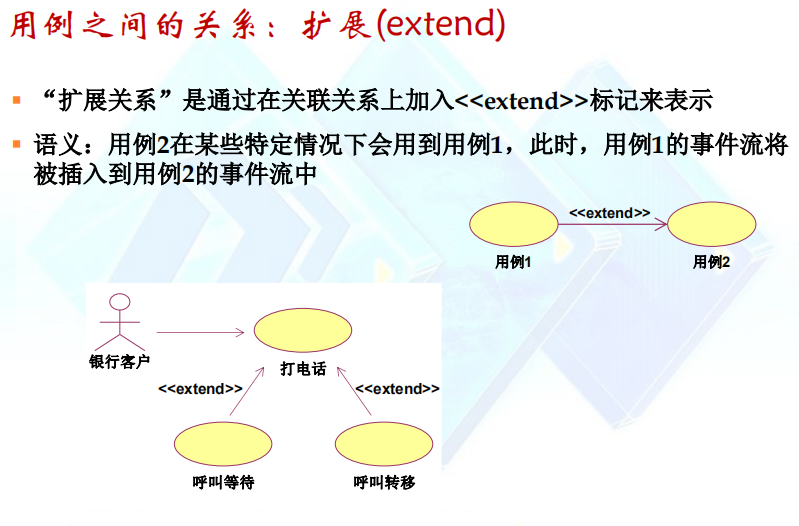 用例之间的关系：扩展(extend)
“扩展关系”是通过在关联关系上加入<<extend>>标记来表示
语义：用例2在某些特定情况下会用到用例1，此时，用例1的事件流将
被插入到用例2的事件流中
<<extend>>
用例1
用例2
银行客户
打电话
<<extend>>
<<extend>>
呼叫等待
呼叫转移